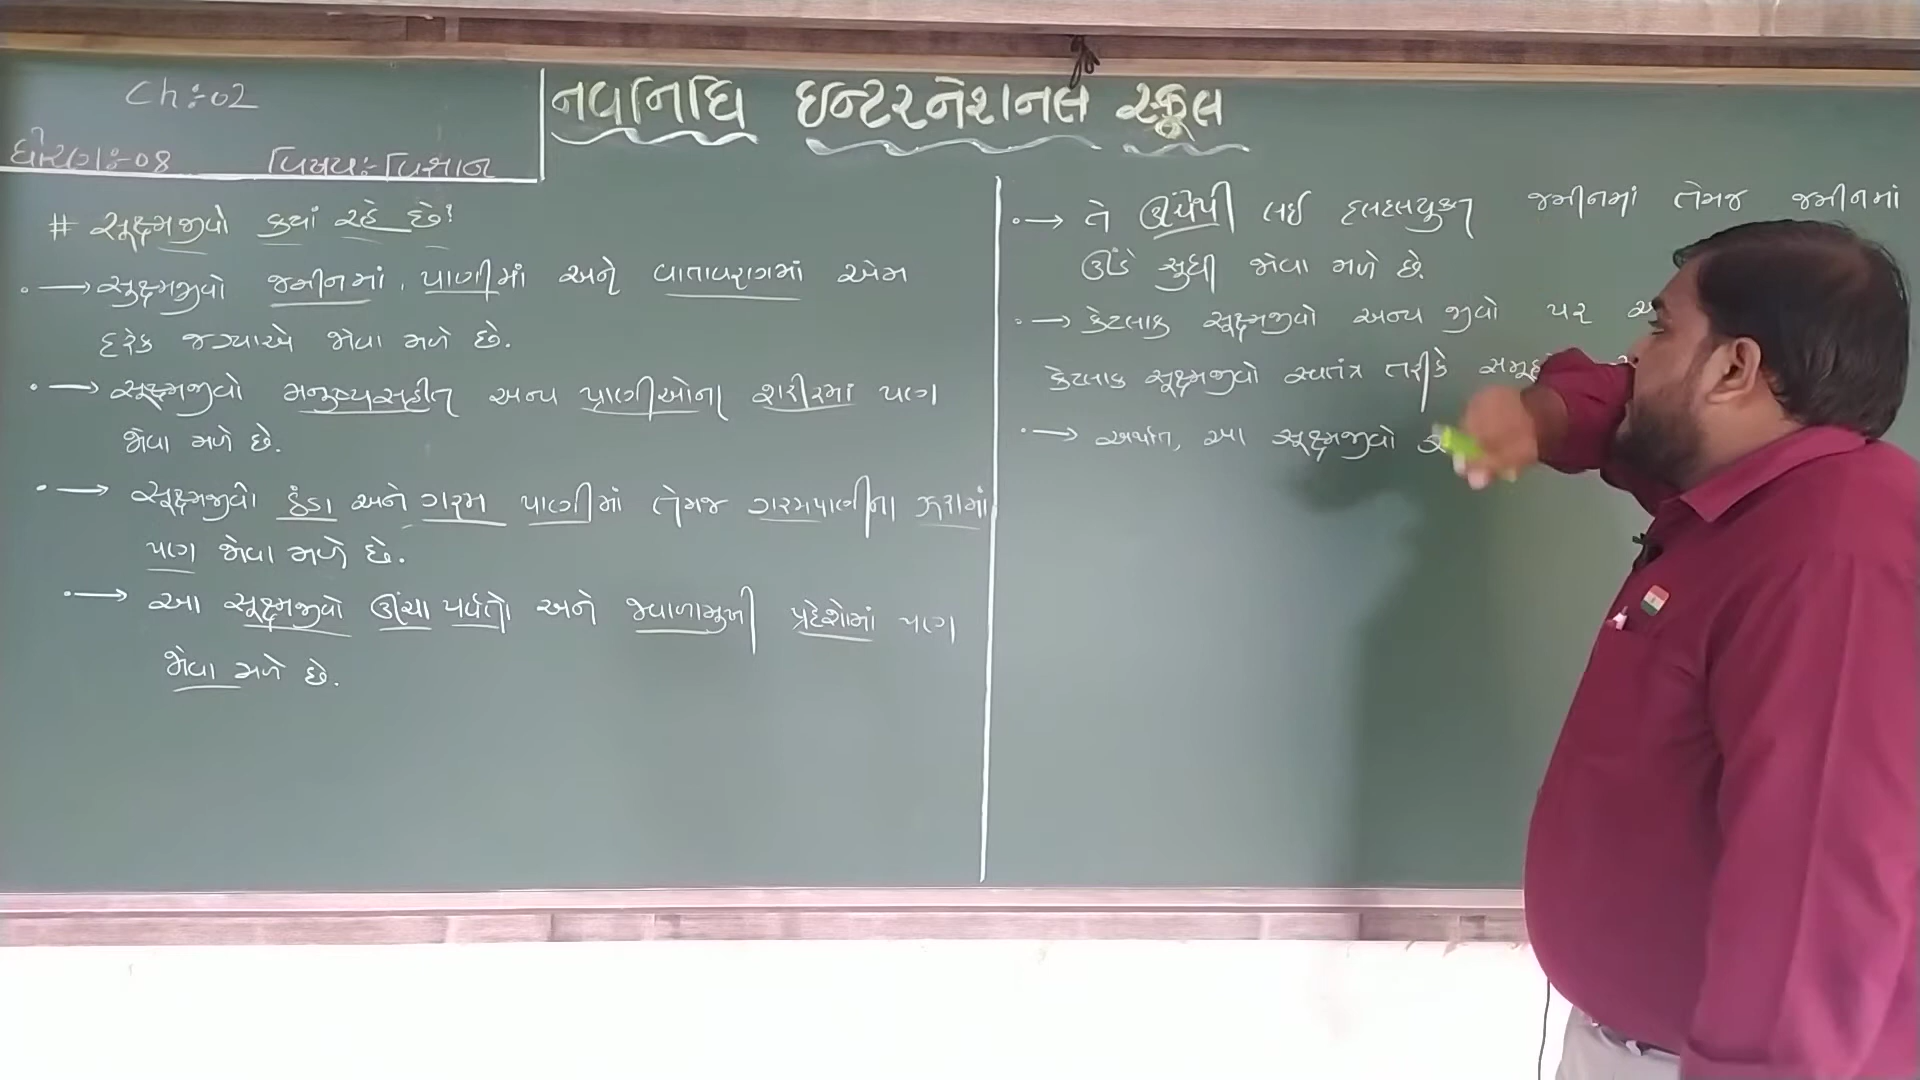 Ch:-02
ધોરણ:-08 વિષય:-વિજ્ઞાન
નવનિધિ ઇન્ટરનેશનલ સ્કૂલ
# સૂક્ષ્મજીવો કયાં રહે છે?
→ સુક્ષ્મજીવો જમીનમાં, પાણીમાં અને વાતાવરણમાં એમ
દરેક જગ્યાએ જોવા મળે છે.
→ સૂક્ષ્મજીવો મનુષ્યસહીત અન્ય પ્રાણીઓના શરીરમાં પણ
જોવા મળે છે.
→ સૂક્ષ્મજીવો ઠંડા અને ગરમ પાણીમાં તેમજ ગરમપાણીના ઝરામાં
પણ જોવા મળે છે.
→ આ સૂક્ષ્મજીવો ઊંચા પર્વતો અને જ્વાળામુખી પ્રદેશોમાં પણ
જોવા મળે છે.
→ તે લઈ જમીનમાં તેમજ જમીનમાં
ઊંડે સુધી જોવા મળે છે.
→ કેટલાક સૂક્ષ્મજીવો અન્ય જીવો પર
કેટલાક સૂક્ષ્મજીવો સ્વતંત્ર તરીકે
→ અર્થાત, આ સૂક્ષ્મજીવો